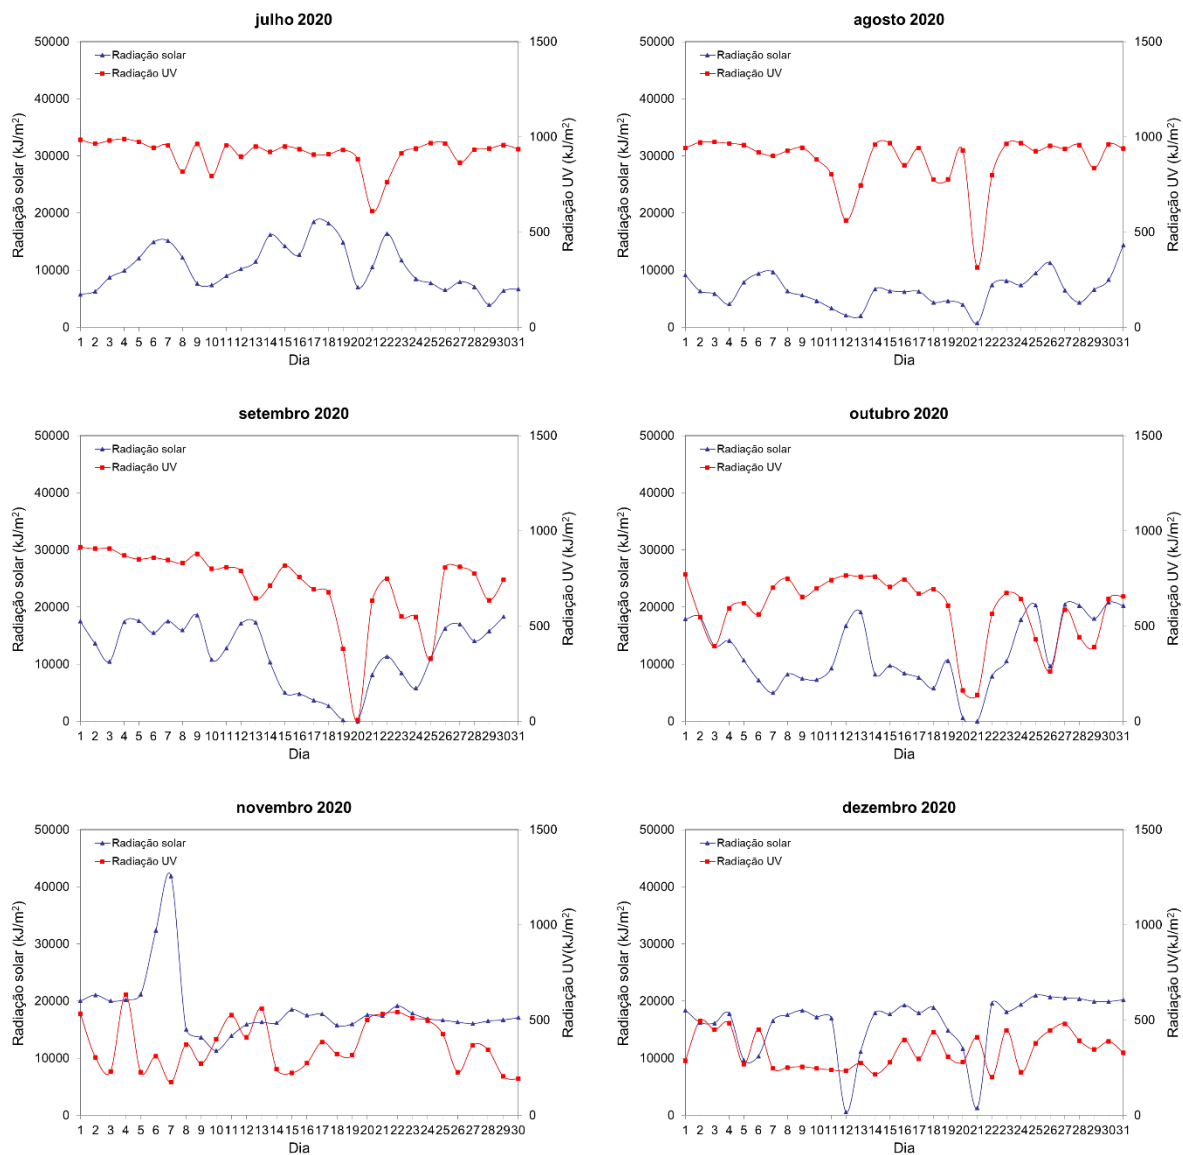 julho 2020
Radiação solar
Radiação UV
50000
40000
30000
20000
10000
0
1500
1000
500
0
Radiação solar (kJ/m²)
Radiação UV (kJ/m²)
1 2 3 4 5 6 7 8 9 10 11 12 13 14 15 16 17 18 19 20 21 22 23 24 25 26 27 28 29 30 31
Dia
agosto 2020
Radiação solar
Radiação UV
50000
40000
30000
20000
10000
0
1500
1000
500
0
Radiação solar (kJ/m²)
Radiação UV (kJ/m²)
1 2 3 4 5 6 7 8 9 10 11 12 13 14 15 16 17 18 19 20 21 22 23 24 25 26 27 28 29 30 31
Dia
setembro 2020
Radiação solar
Radiação UV
50000
40000
30000
20000
10000
0
1500
1000
500
0
Radiação solar (kJ/m²)
Radiação UV (kJ/m²)
1 2 3 4 5 6 7 8 9 10 11 12 13 14 15 16 17 18 19 20 21 22 23 24 25 26 27 28 29 30 31
Dia
outubro 2020
Radiação solar
Radiação UV
50000
40000
30000
20000
10000
0
1500
1000
500
0
Radiação solar (kJ/m²)
Radiação UV (kJ/m²)
1 2 3 4 5 6 7 8 9 10 11 12 13 14 15 16 17 18 19 20 21 22 23 24 25 26 27 28 29 30 31
Dia
novembro 2020
Radiação solar
Radiação UV
50000
40000
30000
20000
10000
0
1500
1000
500
0
Radiação solar (kJ/m²)
Radiação UV(kJ/m²)
1 2 3 4 5 6 7 8 9 10 11 12 13 14 15 16 17 18 19 20 21 22 23 24 25 26 27 28 29 30
Dia
dezembro 2020
Radiação solar
Radiação UV
50000
40000
30000
20000
10000
0
1500
1000
500
0
Radiação solar (kJ/m²)
Radiação UV(kJ/m²)
1 2 3 4 5 6 7 8 9 10 11 12 13 14 15 16 17 18 19 20 21 22 23 24 25 26 27 28 29 30 31
Dia